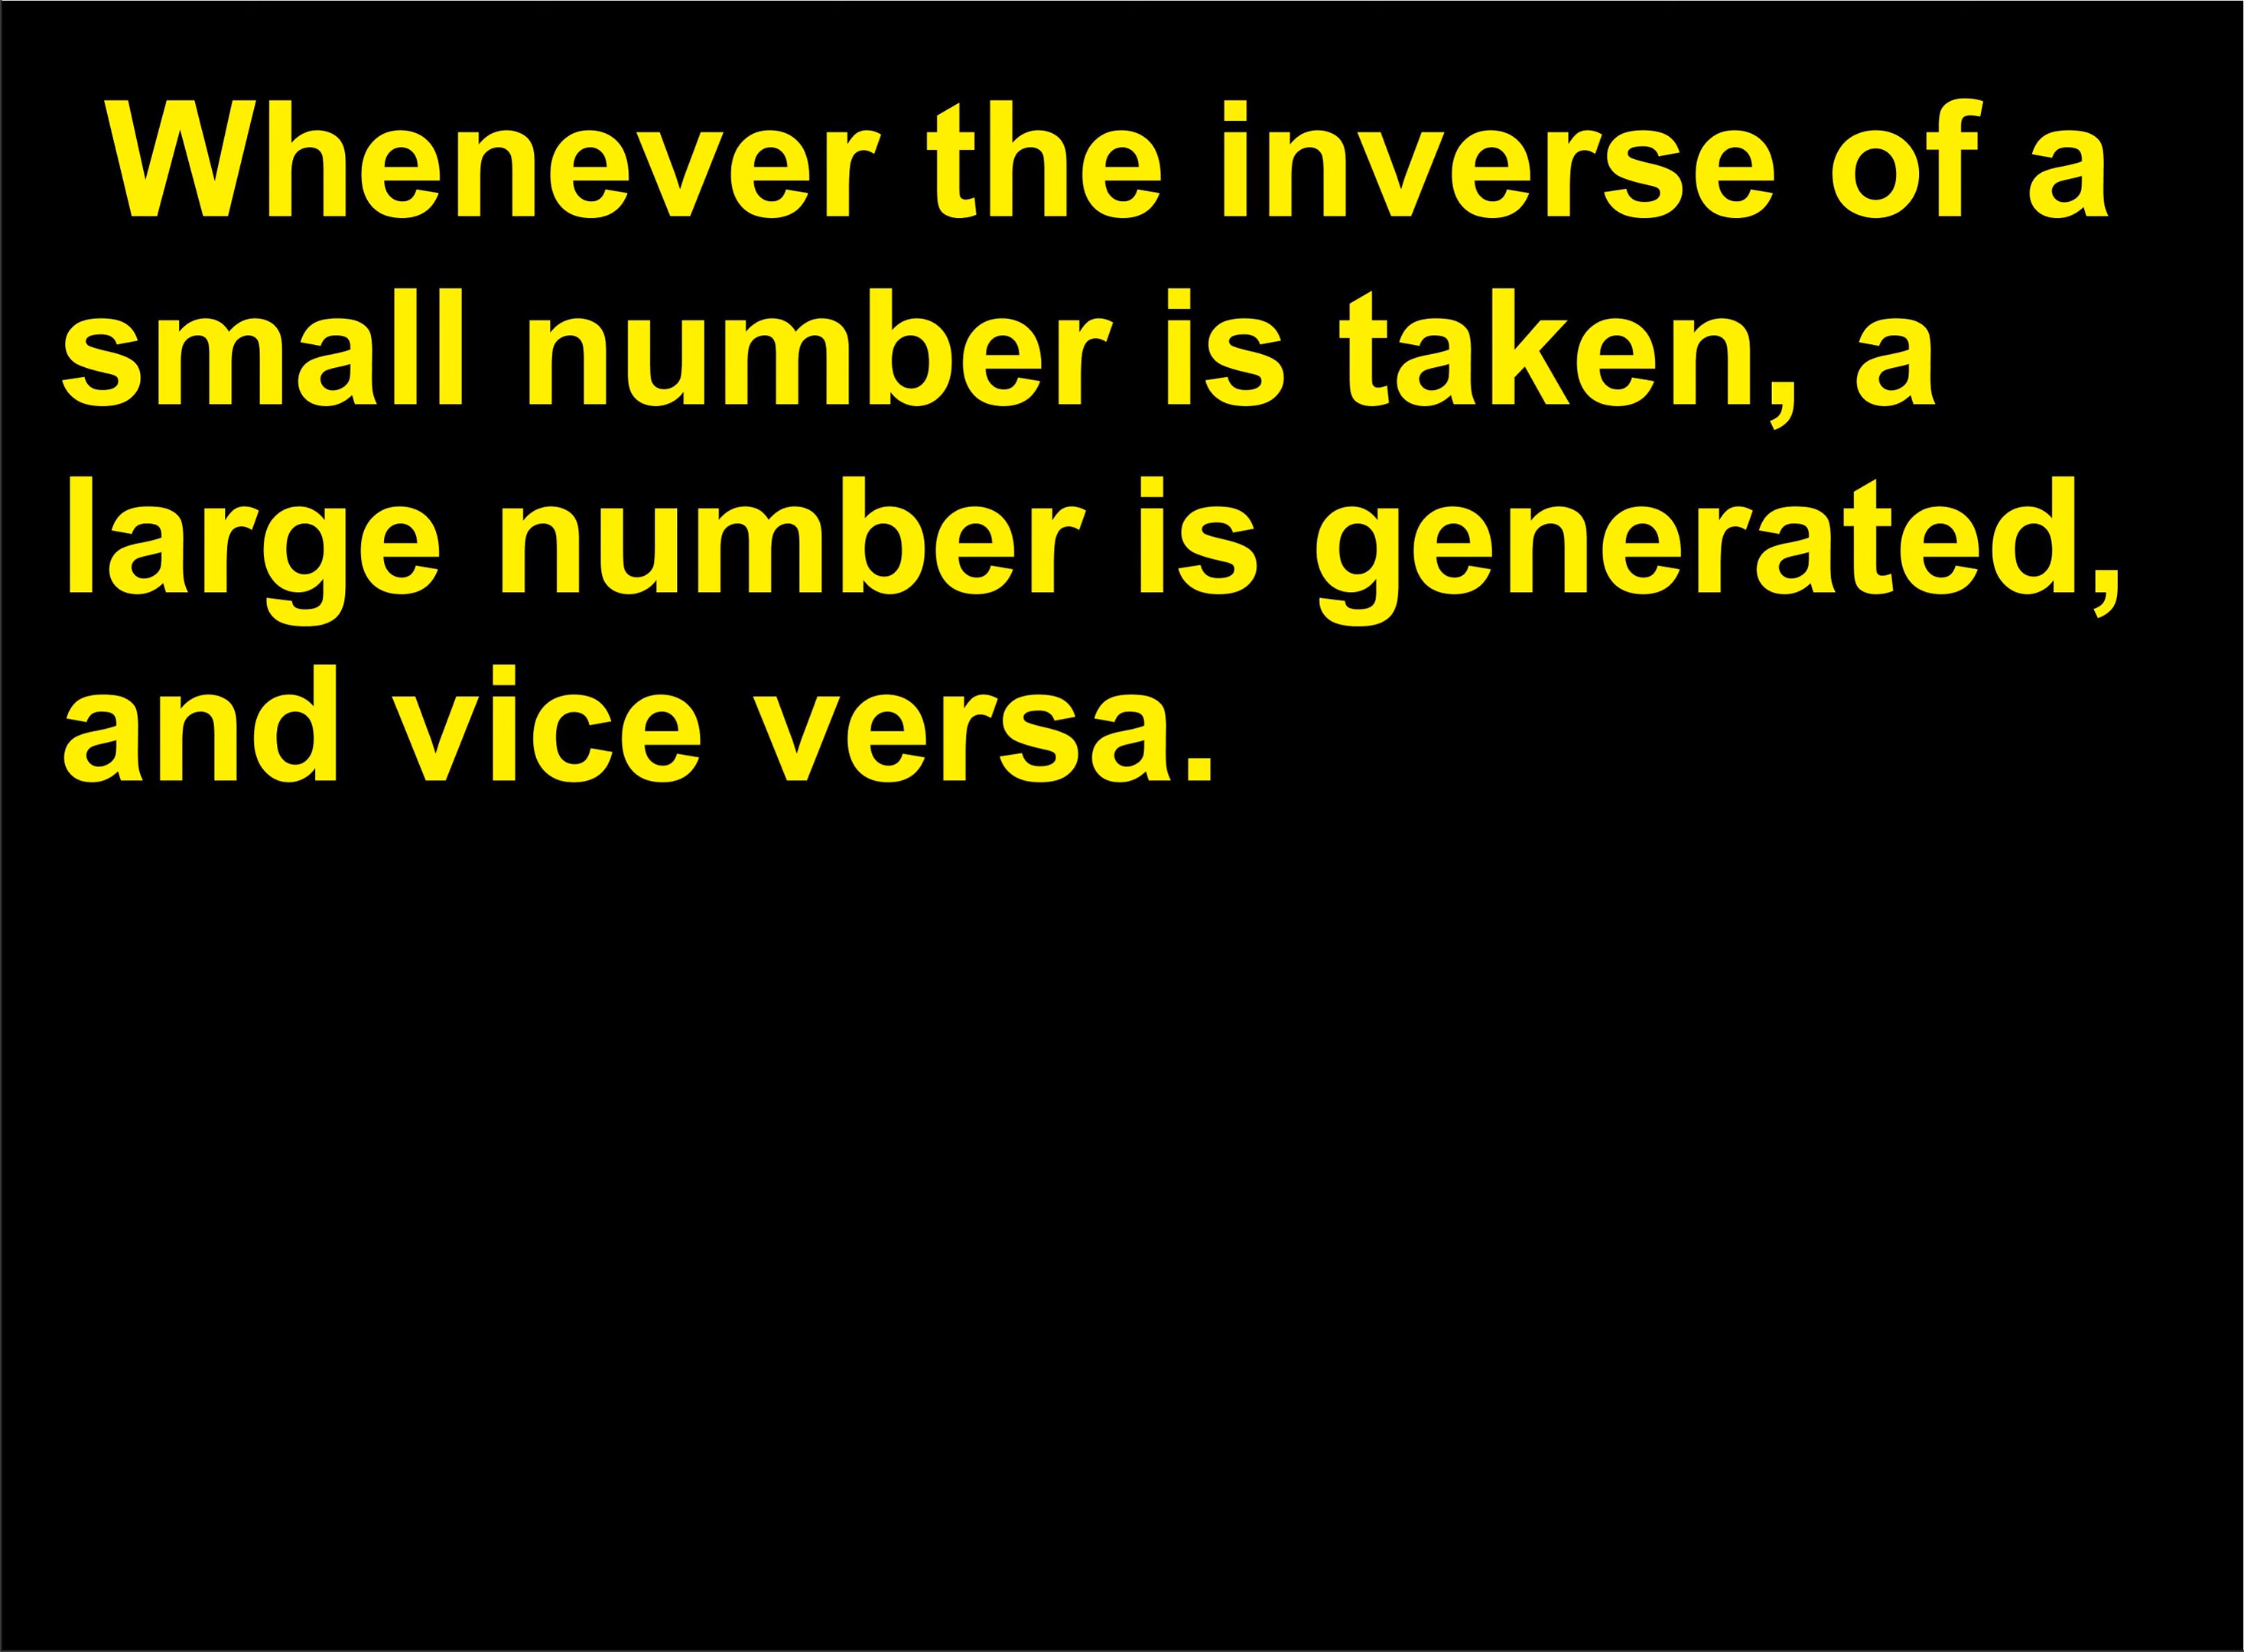 Whenever the inverse of a
small number is taken, a
large number is generated,
and vice versa.